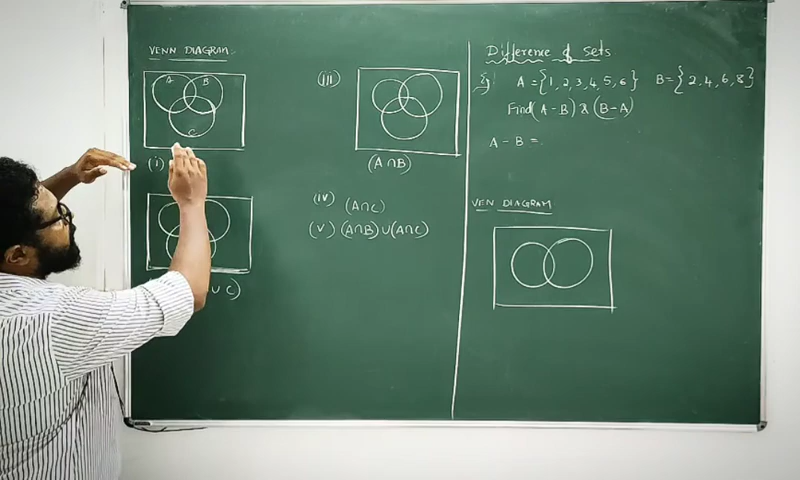 VENN DIAGRAM
A B
C
(i)
∪ C)
(iii)
(A∩B)
(iv) (A∩C)
(v) (A∩B)∪(A∩C)
Difference of Sets
A = {1, 2, 3, 4, 5, 6} B = {2, 4, 6, 8}
Find (A - B) & (B - A)
A - B =
VEN DIAGRAM